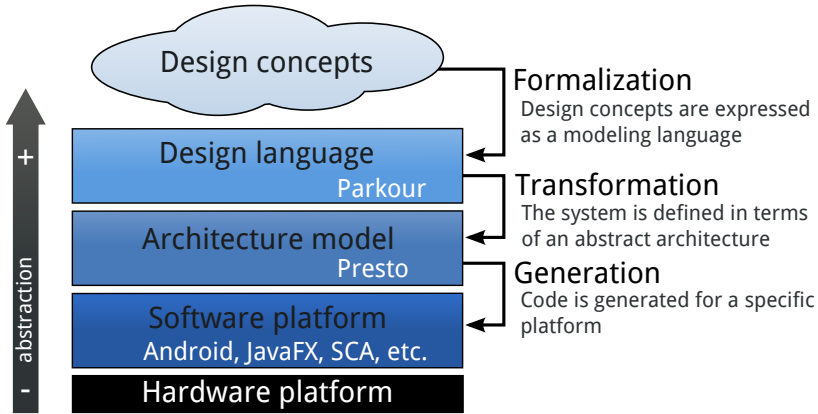 Design concepts
Formalization
Design concepts are expressed
as a modeling language
Design language
Parkour
Transformation
The system is defined in terms
of an abstract architecture
Architecture model
Presto
Generation
Code is generated for a specific
platform
Software platform
Android, JavaFX, SCA, etc.
Hardware platform
+
abstraction
-